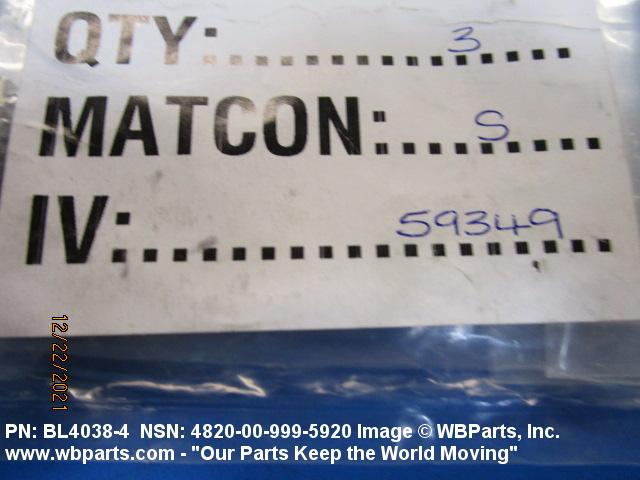 QTY:..............3......
MATCON:......S......
IV:..................59349....
12/22/2021
PN: BL4038-4 NSN: 4820-00-999-5920 Image © WBParts, Inc.
www.wbparts.com - "Our Parts Keep the World Moving"